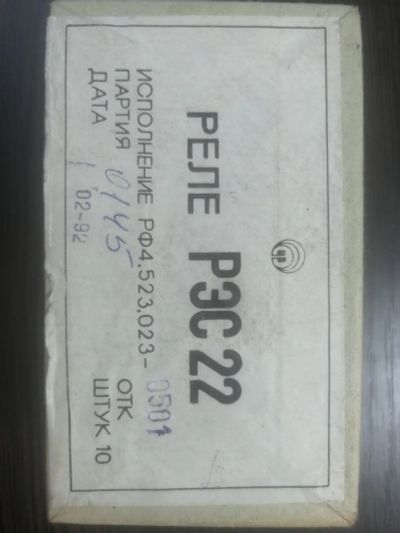 РЕЛЕ РЭС 22
ИСПОЛНЕНИЕ РФ4.523.023-0501
ПАРТИЯ 0145 ОТК
ДАТА 02-92 ШТУК 10